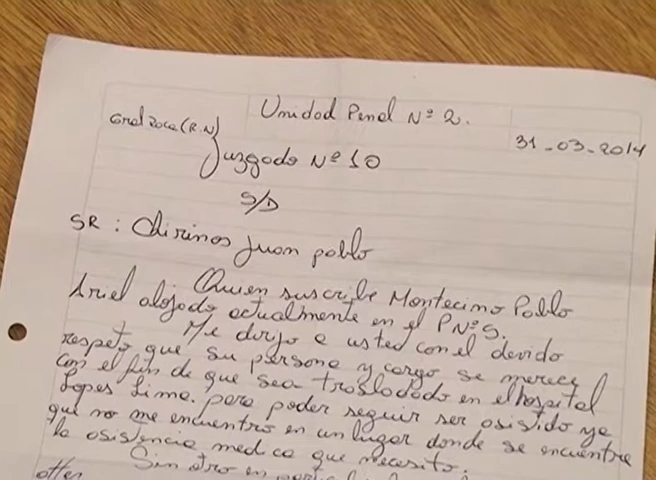 Unidad Penal Nº 2.
Gral Roca (R.N)
31-03-2014
Juzgado Nº 10
S/D
SR: Chirinos Juan pablo
Quien suscribe Montecino Pablo
Ariel alojado actualmente en el PNº5.
Me dirijo a usted con el devido
respeto que su persona y cargo se merece
con el fin de que sea trasladado en el hospital
Lopes Lima. para poder seguir ser asistido ya
que no me encuentro en un lugar donde se encuentre
la asistencia medica que necesito.
Sin otro en